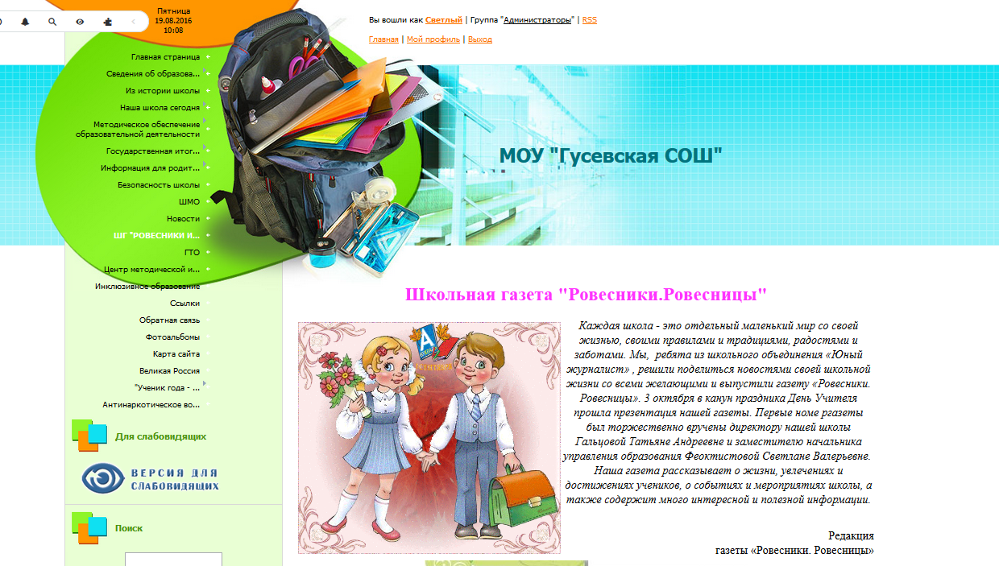 Пятница
19.08.2016
10:08
Вы вошли как Светлый | Группа "Администраторы" | RSS
Главная | Мой профиль | Выход
Главная страница
Сведения об образова...
Из истории школы
Наша школа сегодня
Методическое обеспечение
образовательной деятельности
Государственная итог...
Информация для родит...
Безопасность школы
ШМО
Новости
ШГ "РОВЕСНИКИ И...
ГТО
Центр методической и...
Инклюзивное образование
Ссылки
Обратная связь
Фотоальбомы
Карта сайта
Великая Россия
"Ученик года - ...
Антинаркотическое во...
Для слабовидящих
ВЕРСИЯ ДЛЯ
СЛАБОВИДЯЩИХ
Поиск
МОУ "Гусевская СОШ"
Школьная газета "Ровесники.Ровесницы"
Каждая школа - это отдельный маленький мир со своей
жизнью, своими правилами и традициями, радостями и
заботами. Мы, ребята из школьного объединения «Юный
журналист» , решили поделиться новостями своей школьной
жизни со всеми желающими и выпустили газету «Ровесники.
Ровесницы». 3 октября в канун праздника День Учителя
прошла презентация нашей газеты. Первые номе ргазеты
был торжественно вручены директору нашей школы
Гальцовой Татьяне Андреевне и заместителю начальника
управления образования Феоктистовой Светлане Валерьевне.
Наша газета рассказывает о жизни, увлечениях и
достижениях учеников, о событиях и мероприятиях школы, а
также содержит много интересной и полезной информации.
Редакция
газеты «Ровесники. Ровесницы»